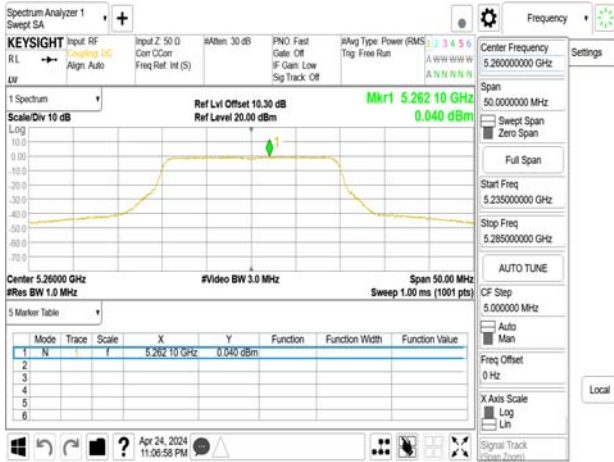 Spectrum Analyzer 1
Swept SA
+
Frequency
KEYSIGHT
RL
Input: RF
Coupling: DC
Align: Auto
Input Z: 50 Ω
Corr CCorr
Freq Ref: Int (S)
#Atten: 30 dB
PNO: Fast
Gate: Off
IF Gain: Low
Sig Track: Off
#Avg Type: Power (RMS
Trig: Free Run
1 2 3 4 5 6
A W W W W W
A N N N N N
1 Spectrum
Scale/Div 10 dB
Ref Lvl Offset 10.30 dB
Ref Level 20.00 dBm
Mkr1 5.262 10 GHz
0.040 dBm
Log
10.0
0.00
-10.0
-20.0
-30.0
-40.0
-50.0
-60.0
-70.0
1
Center 5.26000 GHz
#Res BW 1.0 MHz
#Video BW 3.0 MHz
Span 50.00 MHz
Sweep 1.00 ms (1001 pts)
5 Marker Table
Mode Trace Scale X Y Function Function Width Function Value
1 N 1 f 5.262 10 GHz 0.040 dBm
2
3
4
5
6
Apr 24, 2024
11:06:58 PM
?
Center Frequency
5.260000000 GHz
Span
50.0000000 MHz
Swept Span
Zero Span
Full Span
Start Freq
5.235000000 GHz
Stop Freq
5.285000000 GHz
AUTO TUNE
CF Step
5.000000 MHz
Auto
Man
Freq Offset
0 Hz
X Axis Scale
Log
Lin
Signal Track
(Span Zoom)
Settings
Local